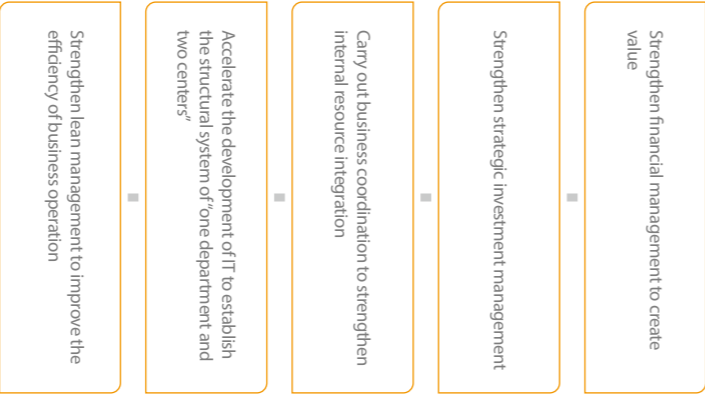 Strengthen financial management to create
value
Strengthen strategic investment management
Carry out business coordination to strengthen
internal resource integration
Accelerate the development of IT to establish
the structural system of "one department and
two centers"
Strengthen lean management to improve the
efficiency of business operation